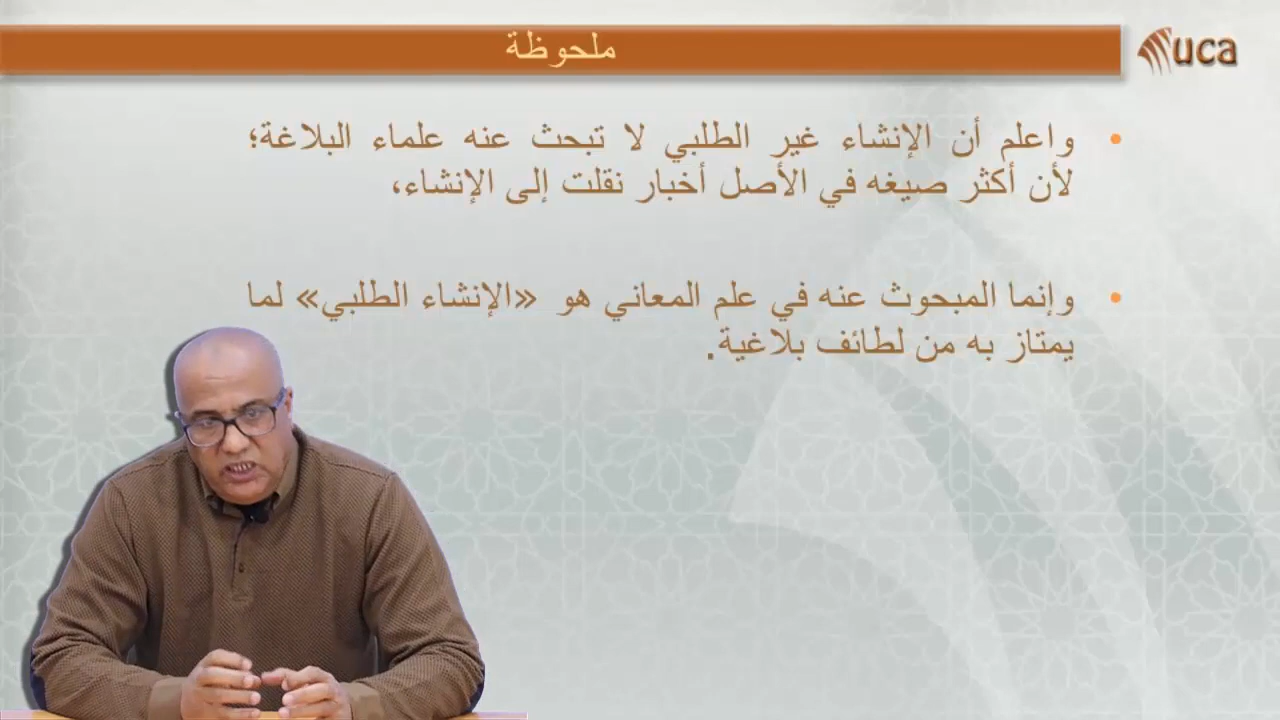 ملحوظة
uca
واعلم أن الإنشاء غير الطلبي لا تبحث عنه علماء البلاغة؛
لأن أكثر صيغه في الأصل أخبار نقلت إلى الإنشاء،
وإنما المبحوث عنه في علم المعاني هو «الإنشاء الطلبي» لما
يمتاز به من لطائف بلاغية.